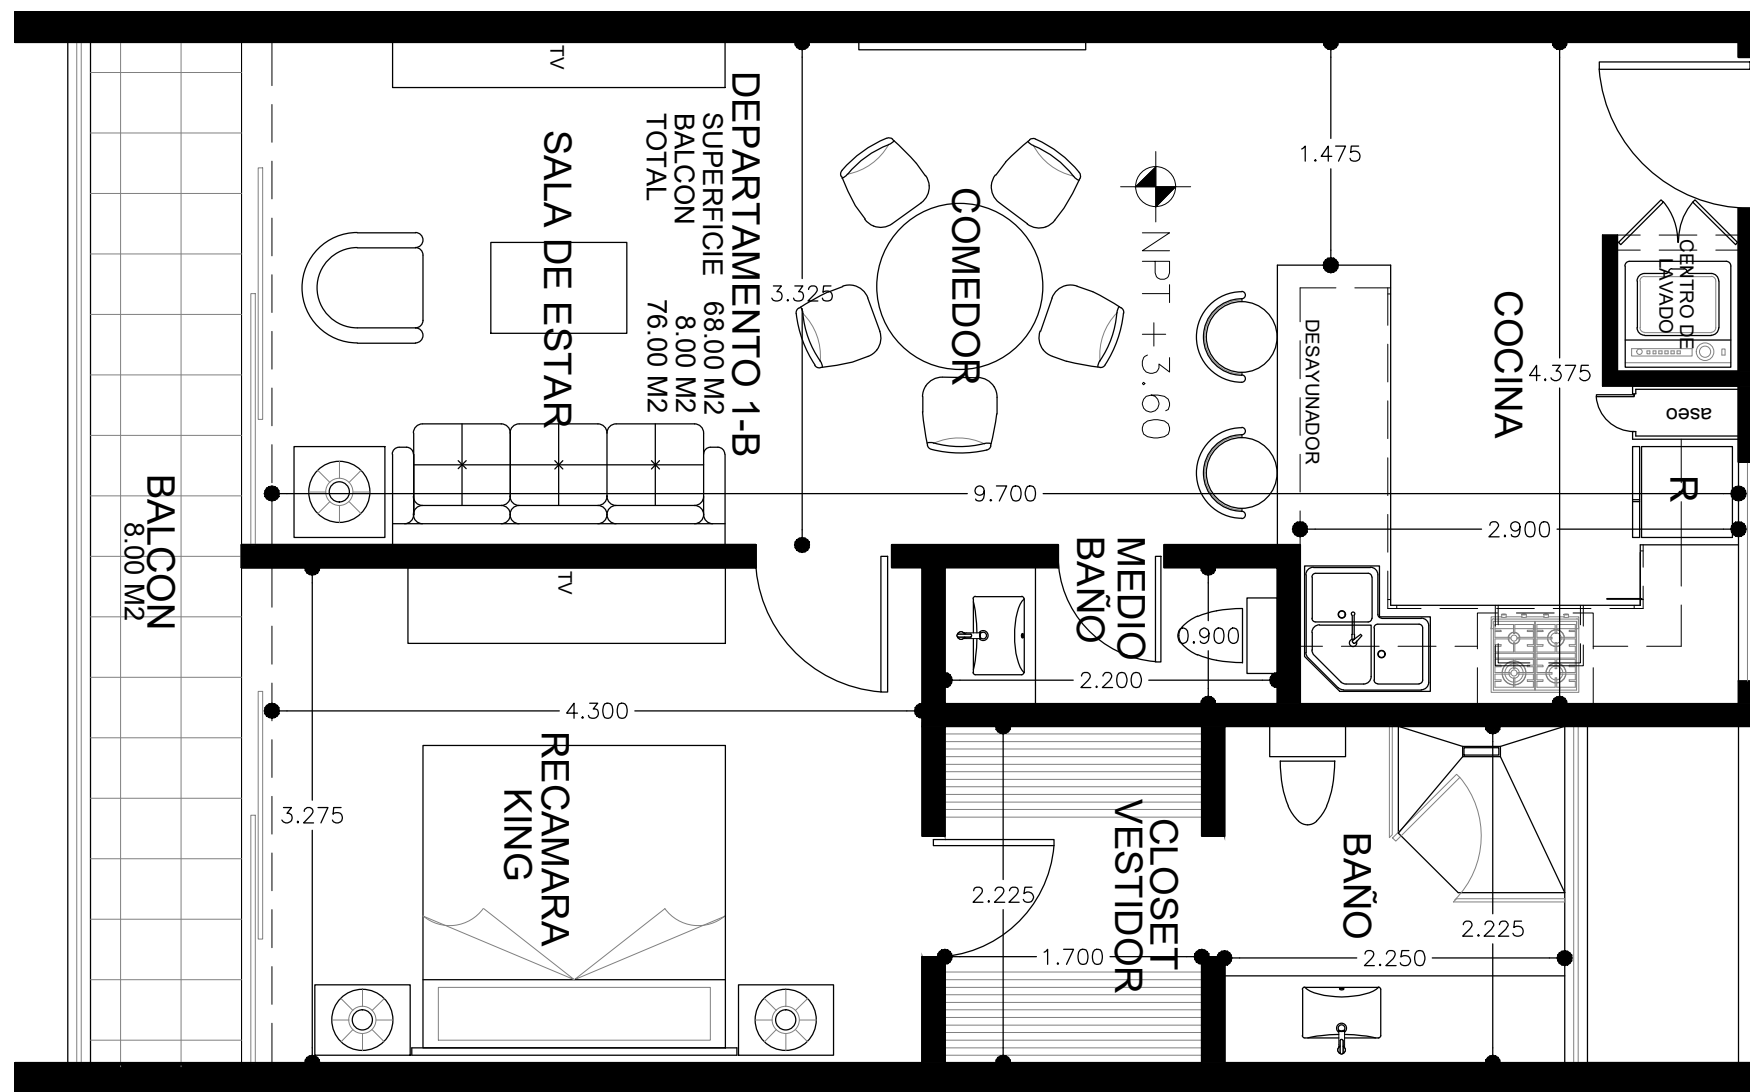 TV
DEPARTAMENTO 1-B
SUPERFICIE 68.00 M2
BALCON 8.00 M2
TOTAL 76.00 M2
SALA DE ESTAR
COMEDOR
NPT +3.60
1.475
3.325
DESAYUNADOR
COCINA
4.375
CENTRO DE
LAVADO
aseo
R
9.700
2.900
BALCON
8.00 M2
TV
MEDIO
BAÑO
0.900
2.200
4.300
RECAMARA
KING
3.275
CLOSET
VESTIDOR
2.225
1.700
BAÑO
2.225
2.250